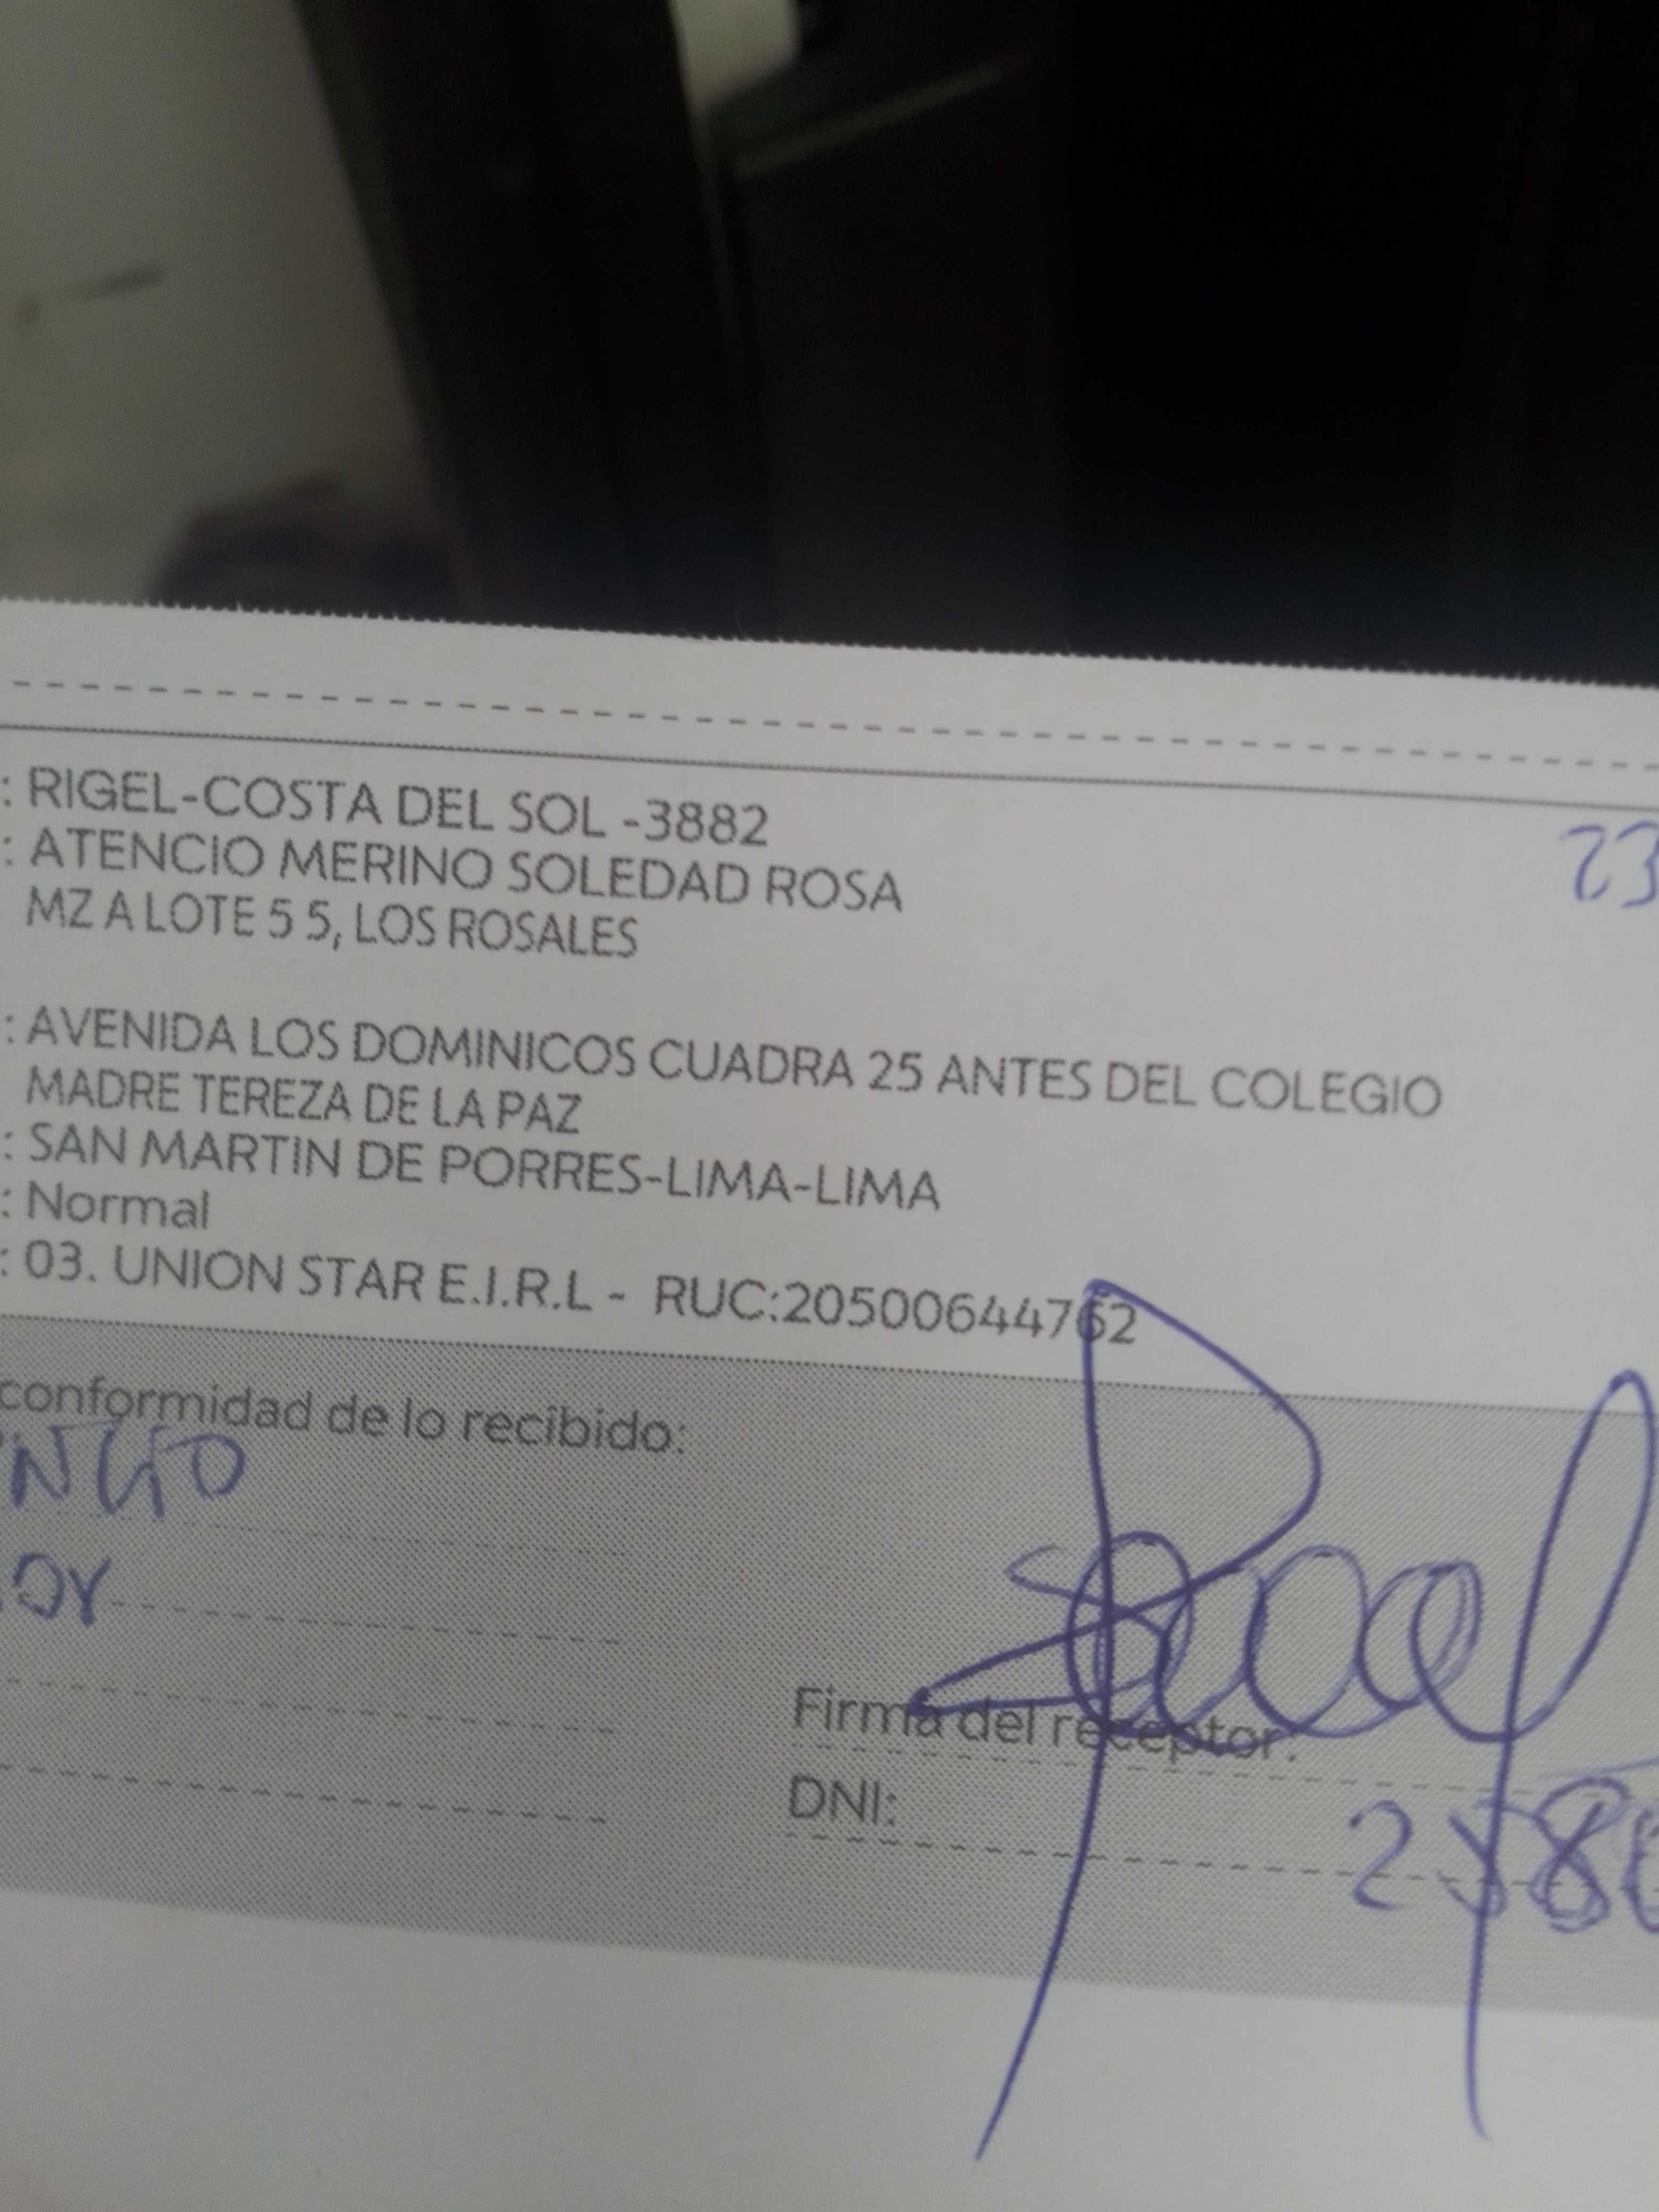 : RIGEL-COSTA DEL SOL -3882
23
: ATENCIO MERINO SOLEDAD ROSA
MZ A LOTE 5 5, LOS ROSALES
: AVENIDA LOS DOMINICOS CUADRA 25 ANTES DEL COLEGIO
MADRE TEREZA DE LA PAZ
: SAN MARTIN DE PORRES-LIMA-LIMA
: Normal
: 03. UNION STAR E.I.R.L - RUC:20500644762
conformidad de lo recibido:
NCIO
Firma del receptor:
DNI: